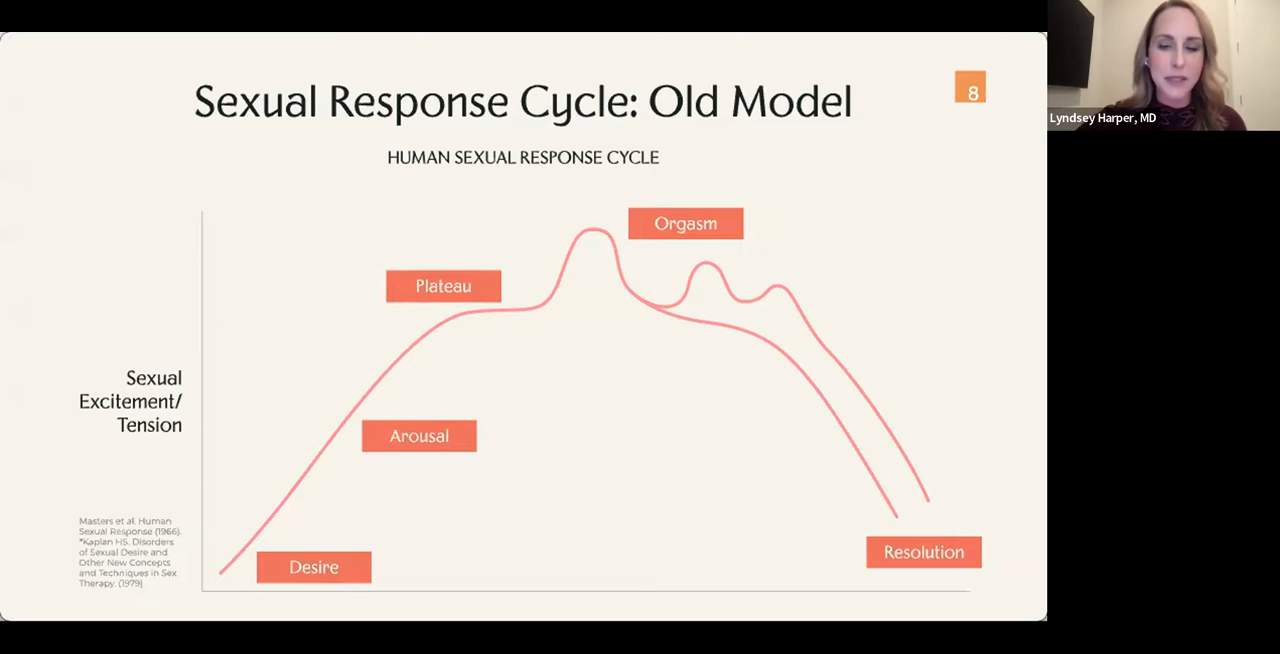 Sexual Response Cycle: Old Model
8
Lyndsey Harper, MD
HUMAN SEXUAL RESPONSE CYCLE
Orgasm
Plateau
Sexual
Excitement/
Tension
Arousal
Masters et al. Human
Sexual Response (1966).
*Kaplan HS. Disorders
of Sexual Desire and
Other New Concepts
and Techniques in Sex
Therapy. (1979)
Desire
Resolution